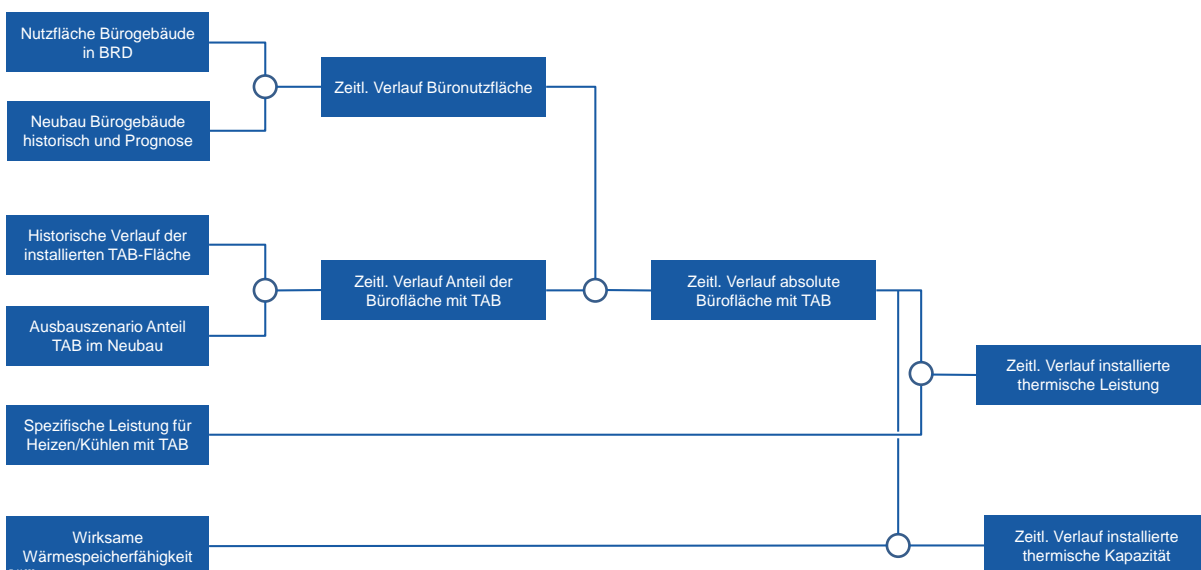 Nutzfläche Bürogebäude
in BRD
Zeitl. Verlauf Büronutzfläche
Neubau Bürogebäude
historisch und Prognose
Historische Verlauf der
installierten TAB-Fläche
Zeitl. Verlauf Anteil der
Bürofläche mit TAB
Zeitl. Verlauf absolute
Bürofläche mit TAB
Ausbauszenario Anteil
TAB im Neubau
Zeitl. Verlauf installierte
thermische Leistung
Spezifische Leistung für
Heizen/Kühlen mit TAB
Wirksame
Wärmespeicherfähigkeit
Zeitl. Verlauf installierte
thermische Kapazität